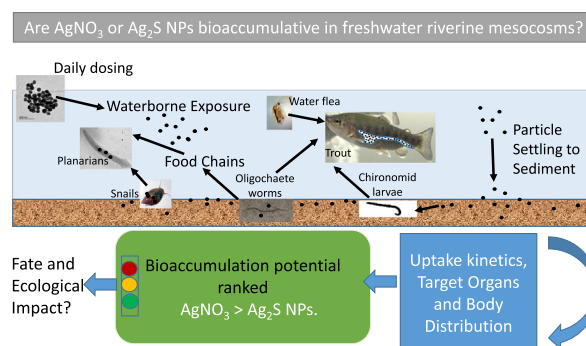 Are AgNO3 or Ag2S NPs bioaccumulative in freshwater riverine mesocosms?
Daily dosing
Waterborne Exposure
Water flea
Planarians
Food Chains
Trout
Particle
Settling to
Sediment
Snails
Oligochaete
worms
Chironomid
larvae
Fate and
Ecological
Impact?
Bioaccumulation potential
ranked
AgNO3 > Ag2S NPs.
Uptake kinetics,
Target Organs
and Body
Distribution